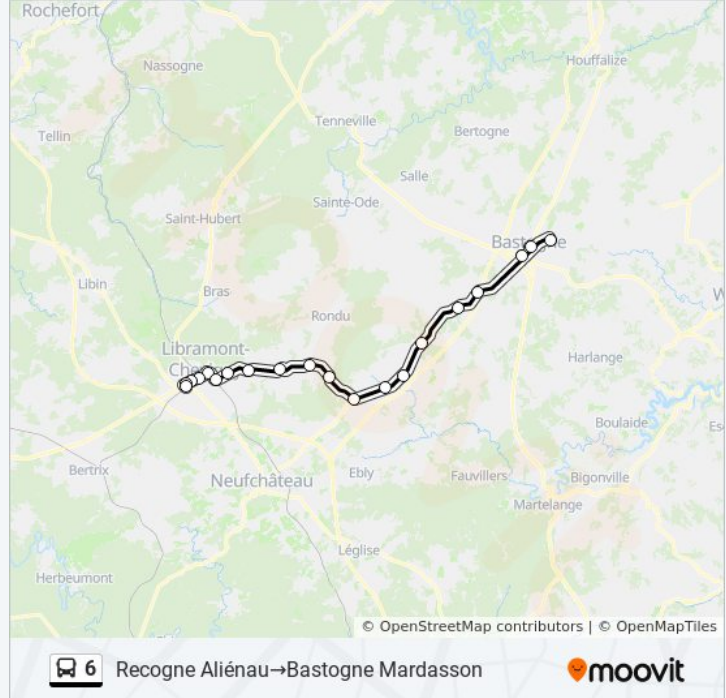 Rochefort
Nassogne
Houffalize
Tellin
Tenneville
Bertogne
Salle
Sainte-Ode
Saint-Hubert
Libin
Bras
Rondu
Libramont-
Harlange
Boulaide
Bertrix
Neufchâteau
Ebly
Fauvillers
Bigonville
Martelange
Léglise
Herbeumont
© OpenStreetMap contributors | © OpenMapTiles
6 Recogne Aliénau→Bastogne Mardasson
moovit